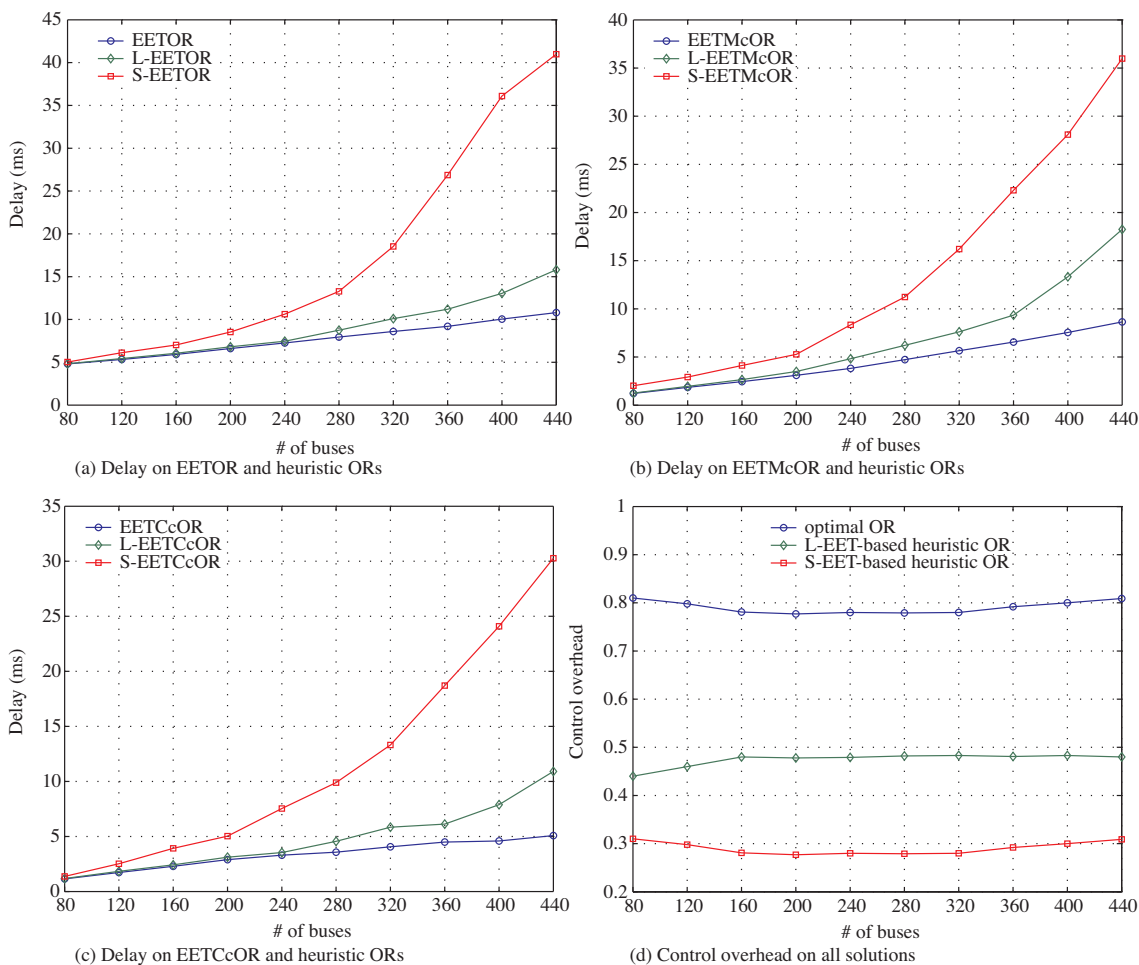 45
40
35
30
25
20
15
10
5
0
Delay (ms)
EETOR
L-EETOR
S-EETOR
80 120 160 200 240 280 320 360 400 440
# of buses
(a) Delay on EETOR and heuristic ORs
40
35
30
25
20
15
10
5
0
Delay (ms)
EETMcOR
L-EETMcOR
S-EETMcOR
80 120 160 200 240 280 320 360 400 440
# of buses
(b) Delay on EETMcOR and heuristic ORs
35
30
25
20
15
10
5
0
Delay (ms)
EETCcOR
L-EETCcOR
S-EETCcOR
80 120 160 200 240 280 320 360 400 440
# of buses
(c) Delay on EETCcOR and heuristic ORs
1
0.9
0.8
0.7
0.6
0.5
0.4
0.3
0.2
Control overhead
optimal OR
L-EET-based heuristic OR
S-EET-based heuristic OR
80 120 160 200 240 280 320 360 400 440
# of buses
(d) Control overhead on all solutions